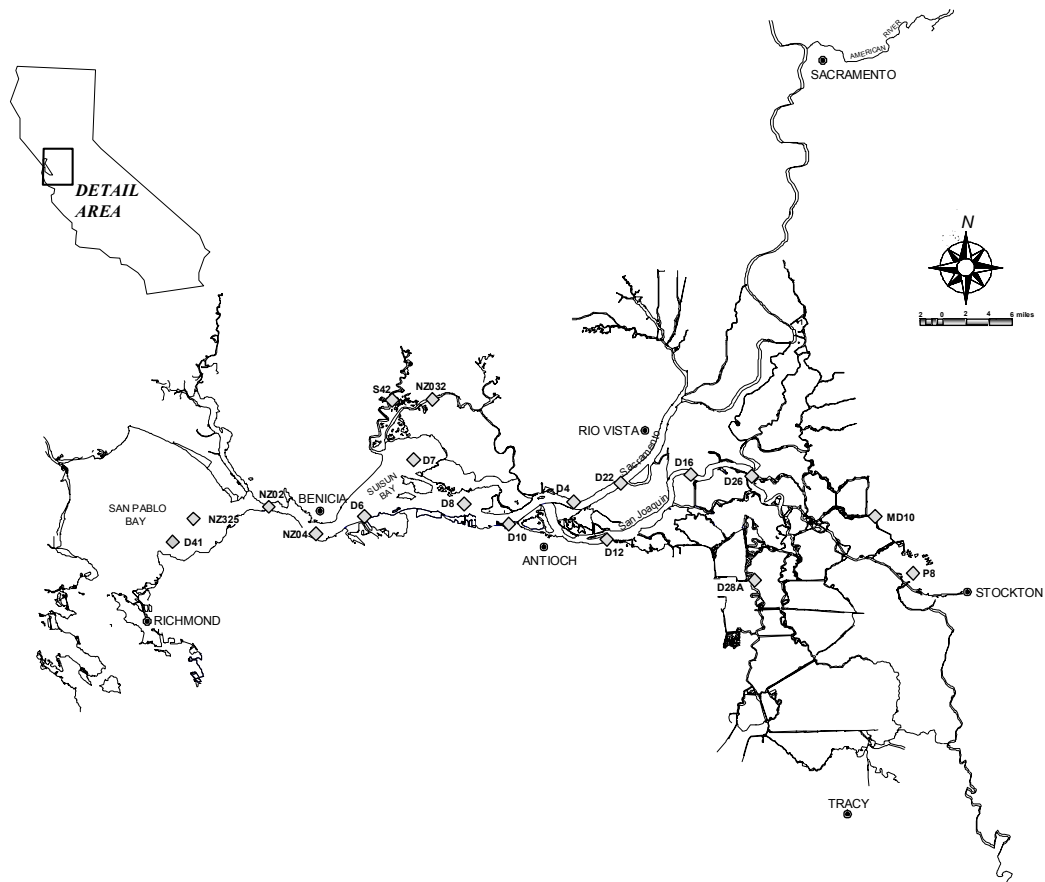 AMERICAN RIVER
SACRAMENTO
DETAIL
AREA
N
2 0 2 4 6 miles
S42
NZ032
RIO VISTA
Sacramento
D7
SUISUN
BAY
D22
D16
D26
D4
NZ02
BENICIA
D8
D6
San Joaquin
SAN PABLO
BAY
NZ325
MD10
NZ04
D10
D12
D41
ANTIOCH
P8
D28A
STOCKTON
RICHMOND
TRACY